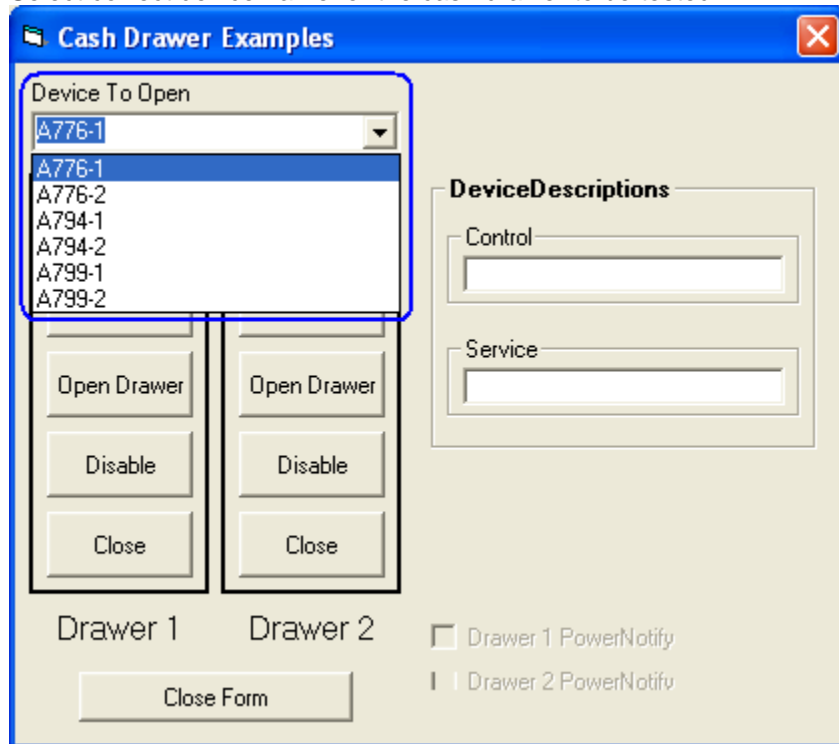 Cash Drawer Examples
Device To Open
A776-1
A776-1
A776-2
A794-1
A794-2
A799-1
A799-2
DeviceDescriptions
Control
Service
Open Drawer Open Drawer
Disable Disable
Close Close
Drawer 1 Drawer 2
Drawer 1 PowerNotify
Drawer 2 PowerNotify
Close Form